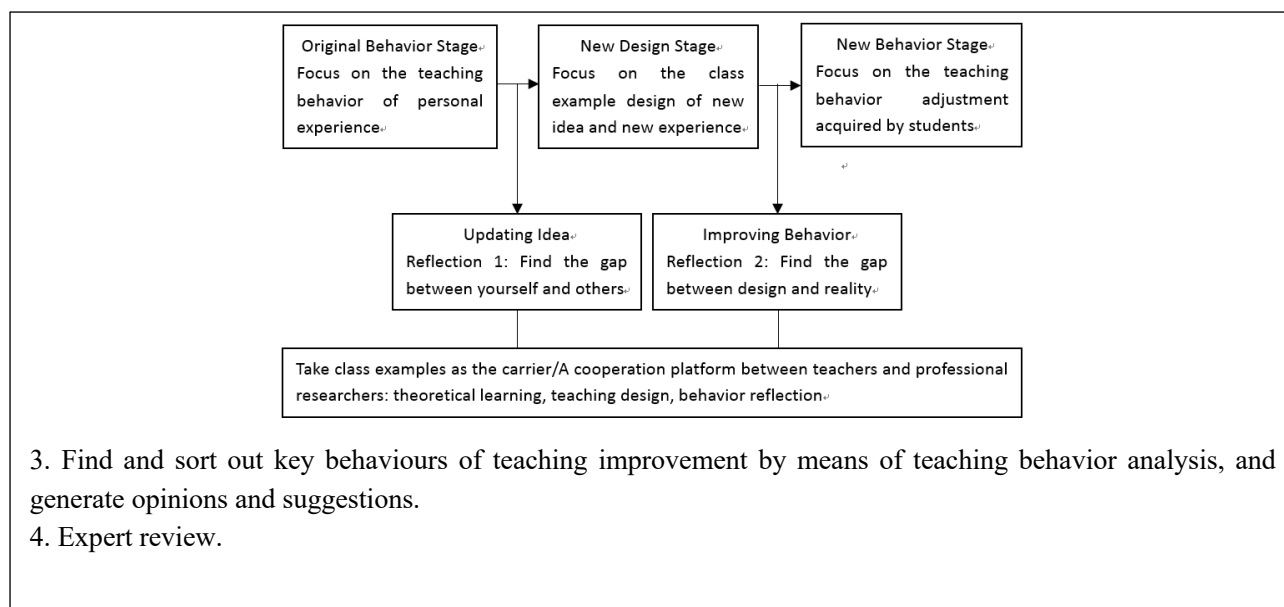 Original Behavior Stage
Focus on the teaching
behavior of personal
experience
New Design Stage
Focus on the class
example design of new
idea and new experience
New Behavior Stage
Focus on the teaching
behavior adjustment
acquired by students
Updating Idea
Reflection 1: Find the gap
between yourself and others
Improving Behavior
Reflection 2: Find the gap
between design and reality
Take class examples as the carrier/A cooperation platform between teachers and professional
researchers: theoretical learning, teaching design, behavior reflection
3. Find and sort out key behaviours of teaching improvement by means of teaching behavior analysis, and
generate opinions and suggestions.
4. Expert review.